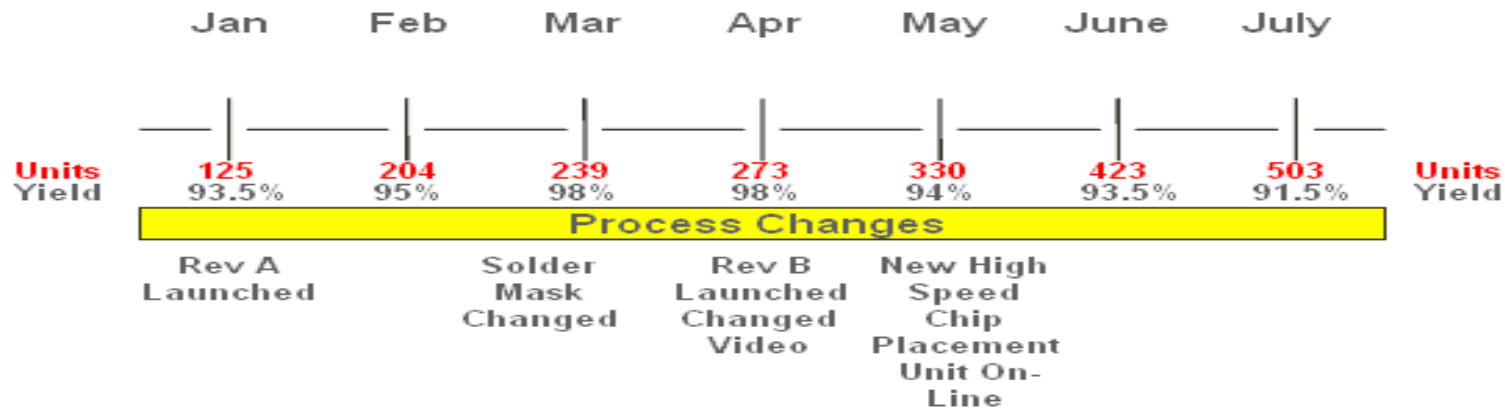 Jan Feb Mar Apr May June July
Units 125 204 239 273 330 423 503 Units
Yield 93.5% 95% 98% 98% 94% 93.5% 91.5% Yield
Process Changes
Rev A Solder Rev B New High
Launched Mask Launched Speed
Changed Changed Chip
Video Placement
Unit On-
Line